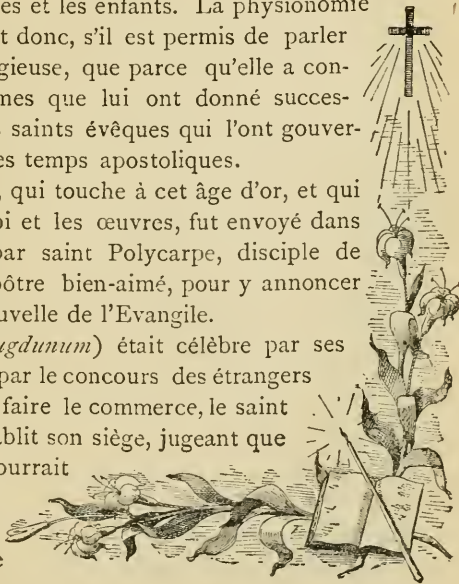 es et les enfants. La physionomie
t donc, s'il est permis de parler
gieuse, que parce qu'elle a con-
mes que lui ont donné succes-
s saints évêques qui l'ont gouver-
es temps apostoliques.
, qui touche à cet âge d'or, et qui
oi et les œuvres, fut envoyé dans
par saint Polycarpe, disciple de
pôtre bien-aimé, pour y annoncer
uvelle de l'Evangile.
ugdunum) était célèbre par ses
par le concours des étrangers
faire le commerce, le saint
ablit son siège, jugeant que
ourrait
e